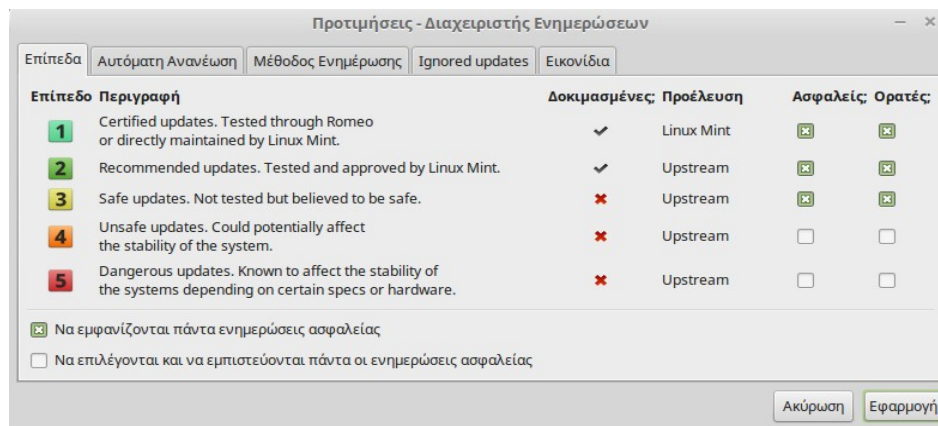 Προτιμήσεις - Διαχειριστής Ενημερώσεων
Επίπεδα Αυτόματη Ανανέωση Μέθοδος Ενημέρωσης Ignored updates Εικονίδια
Επίπεδο Περιγραφή Δοκιμασμένες; Προέλευση Ασφαλείς; Ορατές;
1 Certified updates. Tested through Romeo
or directly maintained by Linux Mint. Linux Mint
2 Recommended updates. Tested and approved by Linux Mint. Upstream
3 Safe updates. Not tested but believed to be safe. Upstream
4 Unsafe updates. Could potentially affect
the stability of the system. Upstream
5 Dangerous updates. Known to affect the stability of
the systems depending on certain specs or hardware. Upstream
Να εμφανίζονται πάντα ενημερώσεις ασφαλείας
Να επιλέγονται και να εμπιστεύονται πάντα οι ενημερώσεις ασφαλείας
Ακύρωση Εφαρμογή